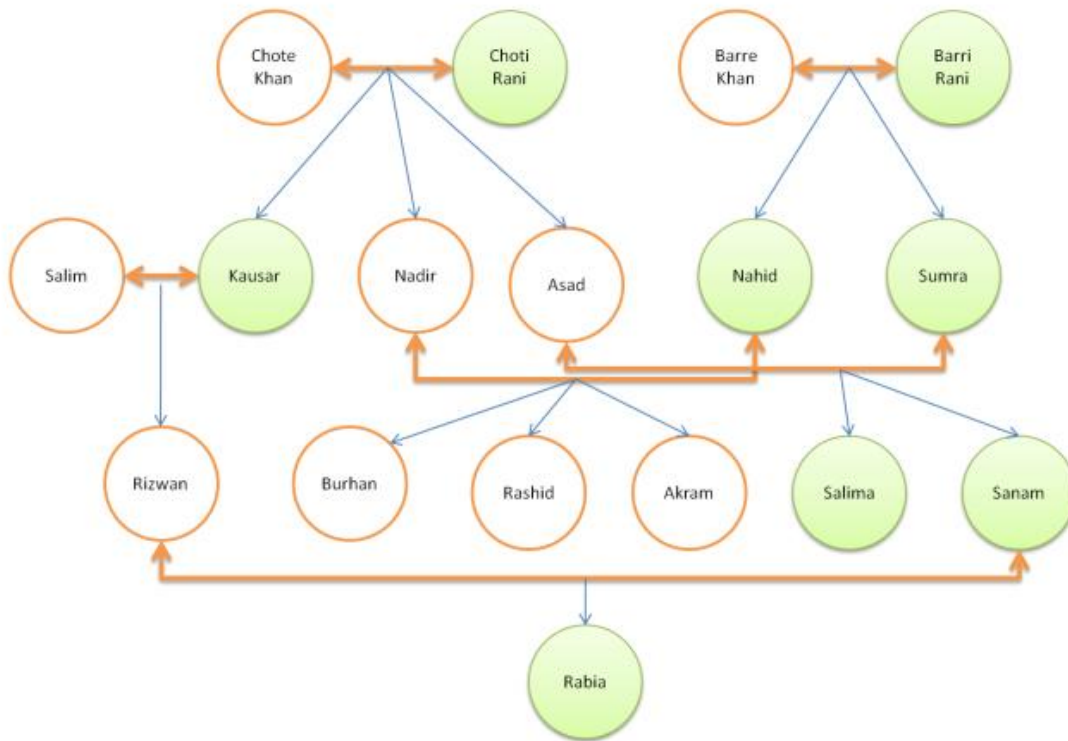 Chote
Khan
Choti
Rani
Barre
Khan
Barri
Rani
Salim
Kausar
Nadir
Asad
Nahid
Sumra
Rizwan
Burhan
Rashid
Akram
Salima
Sanam
Rabia